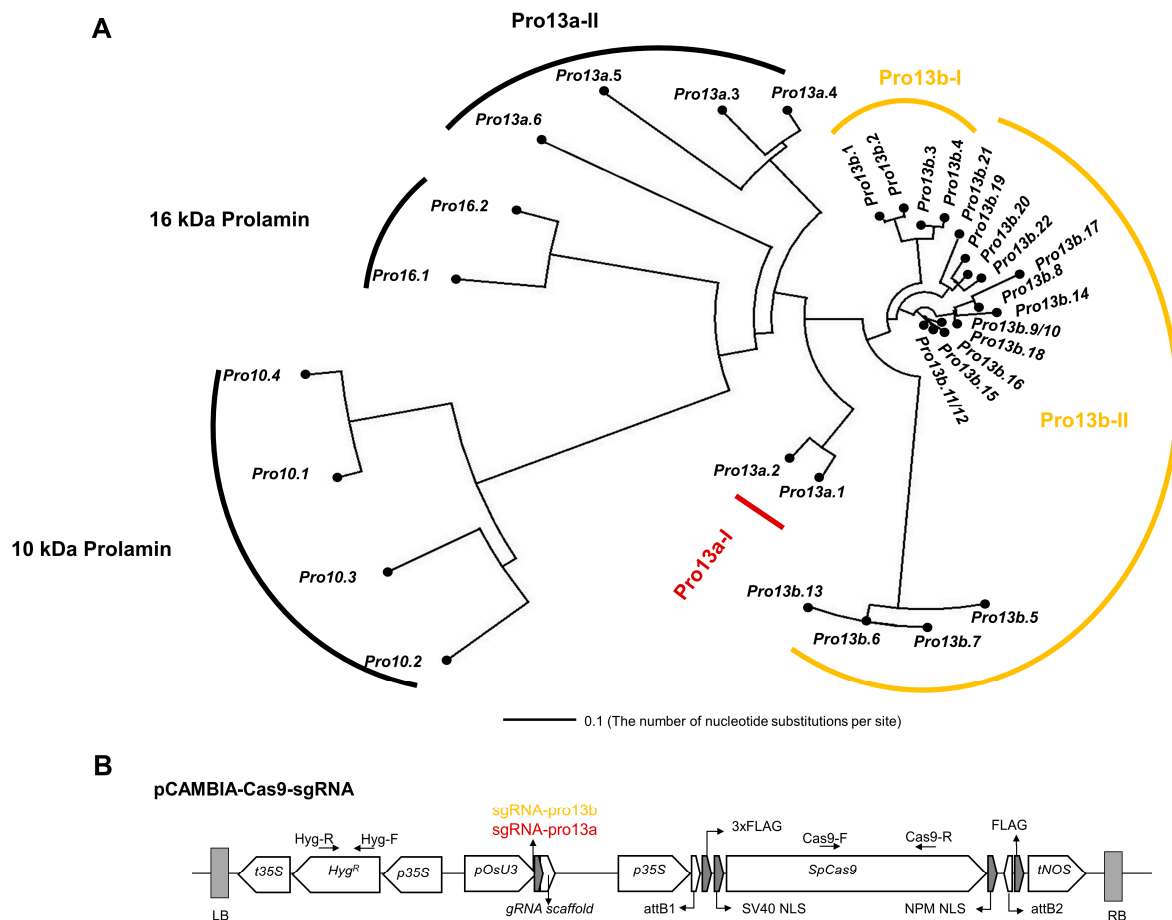 A
Pro13a-II
Pro13a.5
Pro13a.3
Pro13a.4
Pro13a.6
Pro13b-I
Pro13b.1
Pro13b.2
Pro13b.3
Pro13b.4
Pro13b.21
Pro13b.19
Pro13b.20
Pro13b.22
Pro13b.17
Pro13b.8
Pro13b.14
Pro13b.9/10
Pro13b.18
Pro13b.16
Pro13b.15
Pro13b.11/12
Pro13b-II
16 kDa Prolamin
Pro16.2
Pro16.1
Pro10.4
Pro10.1
10 kDa Prolamin
Pro10.3
Pro10.2
Pro13a.2
Pro13a.1
Pro13a-I
Pro13b.13
Pro13b.6
Pro13b.7
Pro13b.5
0.1 (The number of nucleotide substitutions per site)
B
pCAMBIA-Cas9-sgRNA
sgRNA-pro13b
sgRNA-pro13a
3xFLAG
FLAG
Hyg-R
Hyg-F
Cas9-F
Cas9-R
t35S
HygR
p35S
pOsU3
p35S
SpCas9
tNOS
LB
gRNA scaffold
attB1
SV40 NLS
NPM NLS
attB2
RB